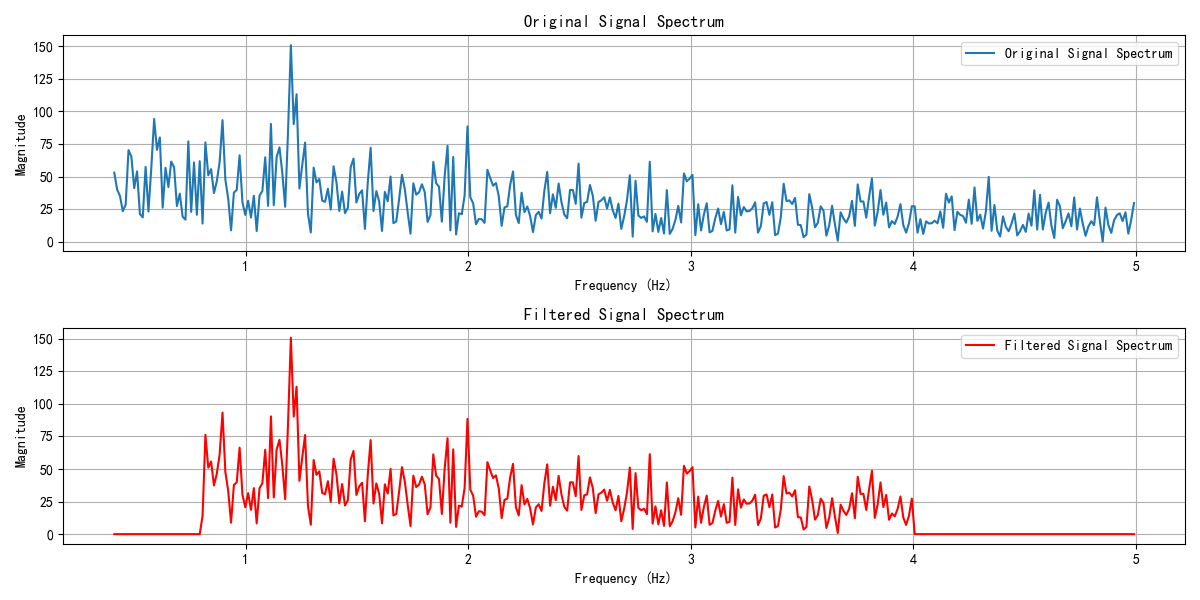 Original Signal Spectrum
150
125
100
75
50
25
0
Magnitude
Original Signal Spectrum
1 2 3 4 5
Frequency (Hz)
Filtered Signal Spectrum
150
125
100
75
50
25
0
Magnitude
Filtered Signal Spectrum
1 2 3 4 5
Frequency (Hz)